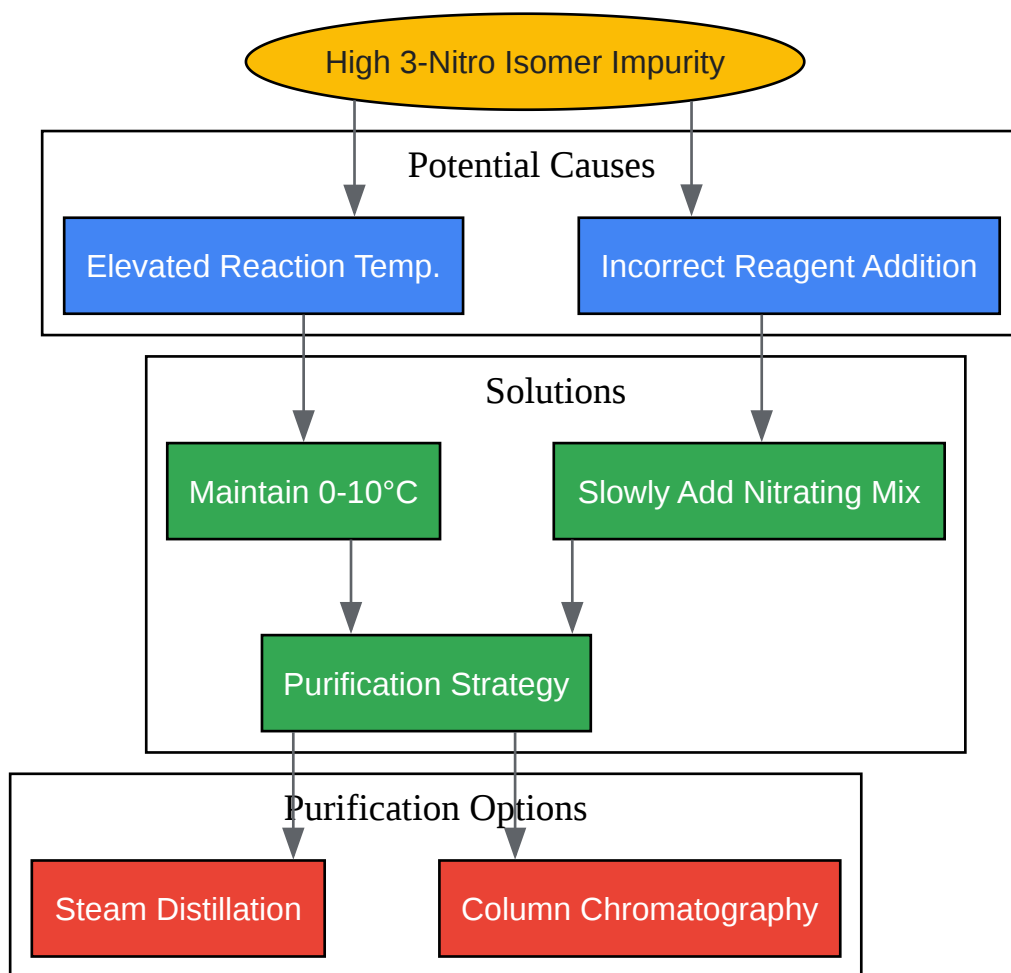 High 3-Nitro Isomer Impurity
Potential Causes
Elevated Reaction Temp.
Incorrect Reagent Addition
Solutions
Maintain 0-10°C
Slowly Add Nitrating Mix
Purification Strategy
Purification Options
Steam Distillation
Column Chromatography